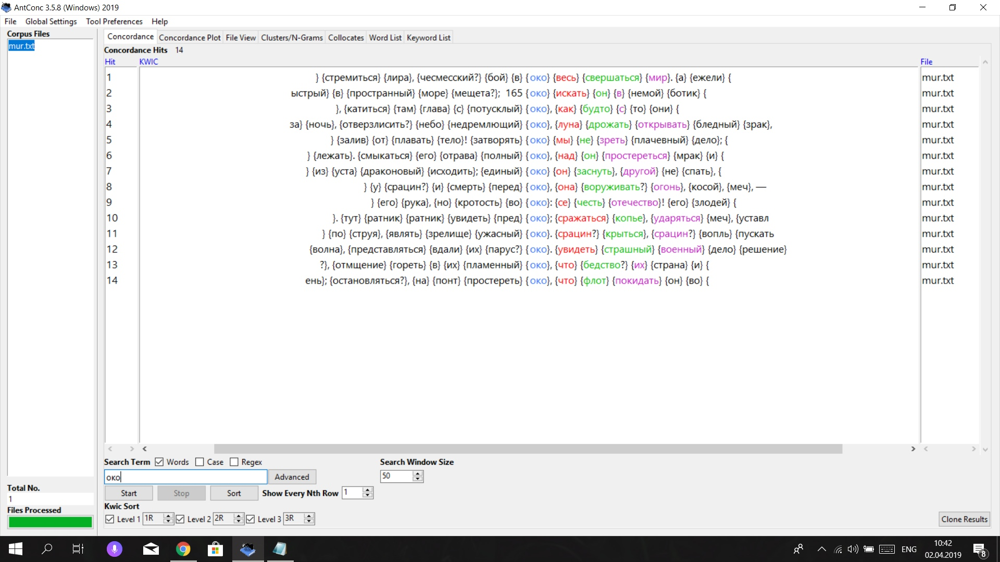 AntConc 3.5.8 (Windows) 2019
File Global Settings Tool Preferences Help
Corpus Files
mur.txt
Concordance Concordance Plot File View Clusters/N-Grams Collocates Word List Keyword List
Concordance Hits 14
Hit KWIC File
1 } {стремиться} {лира}, {чесмесский?} {бой} {в} {око} {весь} {свершаться} {мир}. {а} {ежели} { mur.txt
2 ыстрый} {в} {пространный} {море} {мещета?}; 165 {око} {искать} {он} {в} {немой} {ботик} { mur.txt
3 }, {катиться} {там} {глава} {с} {потусклый} {око}, {как} {будто} {с} {то} {они} { mur.txt
4 за} {ночь}, {отверзлисить?} {небо} {недремлющий} {око}, {луна} {дрожать} {открывать} {бледный} {зрак}, mur.txt
5 } {залив} {от} {плавать} {тело}! {затворять} {око} {мы} {не} {зреть} {плачевный} {дело}; { mur.txt
6 } {лежать}. {смыкаться} {его} {отрава} {полный} {око}, {над} {он} {простереться} {мрак} {и} { mur.txt
7 } {из} {уста} {драконовый} {исходить}; {единый} {око} {он} {заснуть}, {другой} {не} {спать}, { mur.txt
8 } {у} {срацин?} {и} {смерть} {перед} {око}, {она} {воруживать?} {огонь}, {косой}, {меч}, — mur.txt
9 } {его} {рука}, {но} {кротость} {во} {око}: {се} {честь} {отечество}! {его} {злодей} { mur.txt
10 }. {тут} {ратник} {ратник} {увидеть} {пред} {око}; {сражаться} {копье}, {ударяться} {меч}, {уставл mur.txt
11 } {по} {струя}, {являть} {зрелище} {ужасный} {око}. {срацин?} {крыться}, {срацин?} {вопль} {пускать mur.txt
12 {волна}, {представляться} {вдали} {их} {парус?} {око}. {увидеть} {страшный} {военный} {дело} {решение} mur.txt
13 ?}, {отмщение} {гореть} {в} {их} {пламенный} {око}, {что} {бедство?} {их} {страна} {и} { mur.txt
14 ень}; {остановляться?}, {на} {понт} {простереть} {око}, {что} {флот} {покидать} {он} {во} { mur.txt
Search Term Words Case Regex Search Window Size
око Advanced 50
Start Stop Sort Show Every Nth Row 1
Kwic Sort
Level 1 1R Level 2 2R Level 3 3R Clone Results
Total No.
1
Files Processed
ENG 10:42
02.04.2019 8